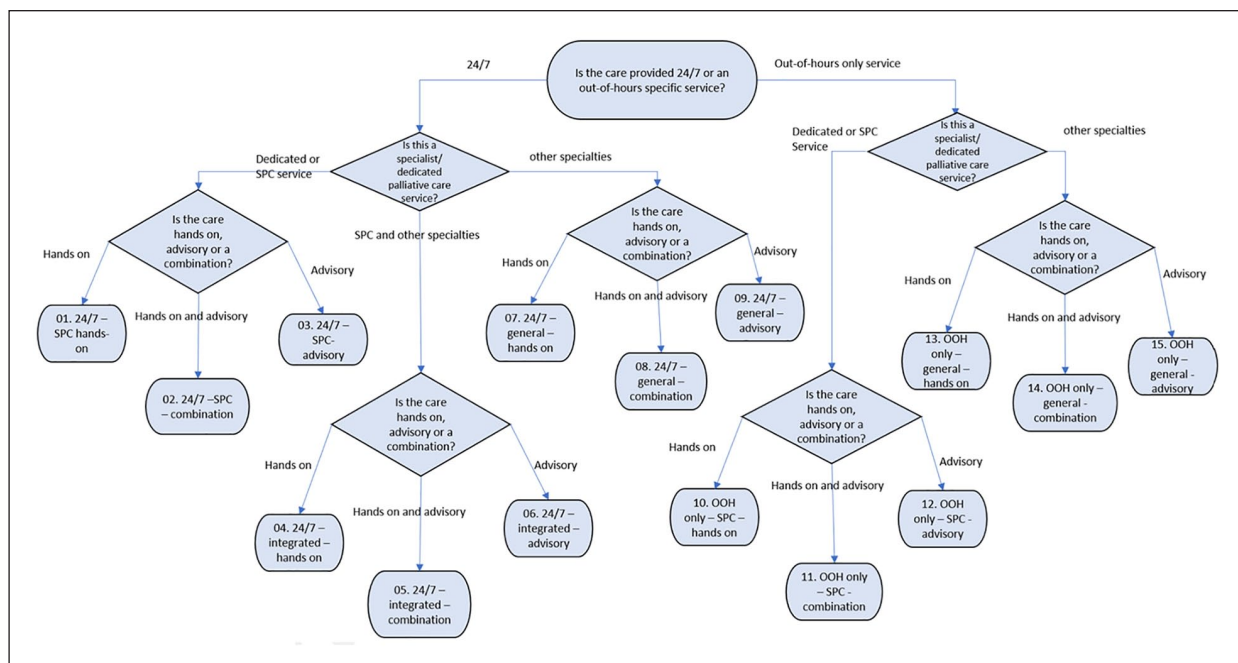 24/7
Is the care provided 24/7 or an
out-of-hours specific service?
Out-of-hours only service
Is this a
specialist/
dedicated
palliative care
service?
Dedicated or
SPC service
other specialties
SPC and other specialties
Is the care
hands on,
advisory or a
combination?
Hands on
Advisory
Hands on and advisory
01. 24/7 –
SPC hands-
on
02. 24/7 –SPC
– combination
03. 24/7 –
SPC-
advisory
Is the care
hands on,
advisory or a
combination?
Hands on
Advisory
Hands on and advisory
04. 24/7 –
integrated –
hands on
05. 24/7 –
integrated –
combination
06. 24/7 –
integrated –
advisory
Is the care
hands on,
advisory or a
combination?
Hands on
Advisory
Hands on and advisory
07. 24/7 –
general –
hands on
08. 24/7 –
general –
combination
09. 24/7 –
general –
advisory
Is this a
specialist/
dedicated
palliative care
service?
Dedicated or SPC
Service
other specialties
Is the care
hands on,
advisory or a
combination?
Hands on
Advisory
Hands on and advisory
10. OOH
only – SPC –
hands on
11. OOH only
– SPC -
combination
12. OOH
only – SPC -
advisory
Is the care
hands on,
advisory or a
combination?
Hands on
Advisory
Hands on and advisory
13. OOH
only –
general –
hands on
14. OOH only –
general -
combination
15. OOH
only –
general -
advisory